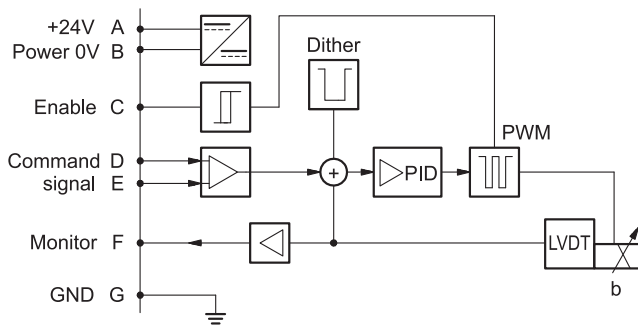 +24V A
Power 0V B
Dither
Enable C
PWM
Command D
signal E
+
PID
Monitor F
LVDT
b
GND G